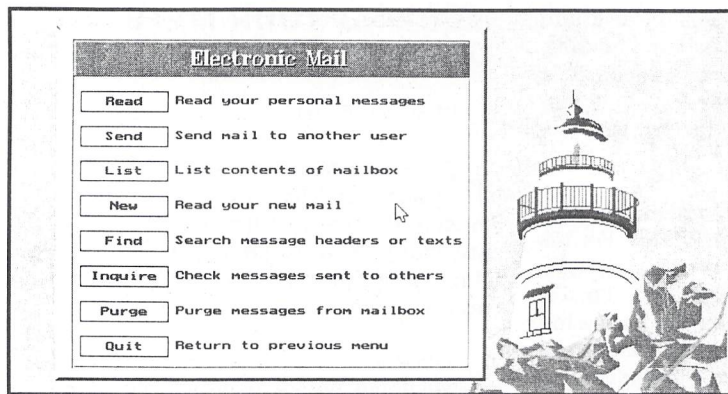 Electronic Mail
Read Read your personal messages
Send Send mail to another user
List List contents of mailbox
New Read your new mail
Find Search message headers or texts
Inquire Check messages sent to others
Purge Purge messages from mailbox
Quit Return to previous menu